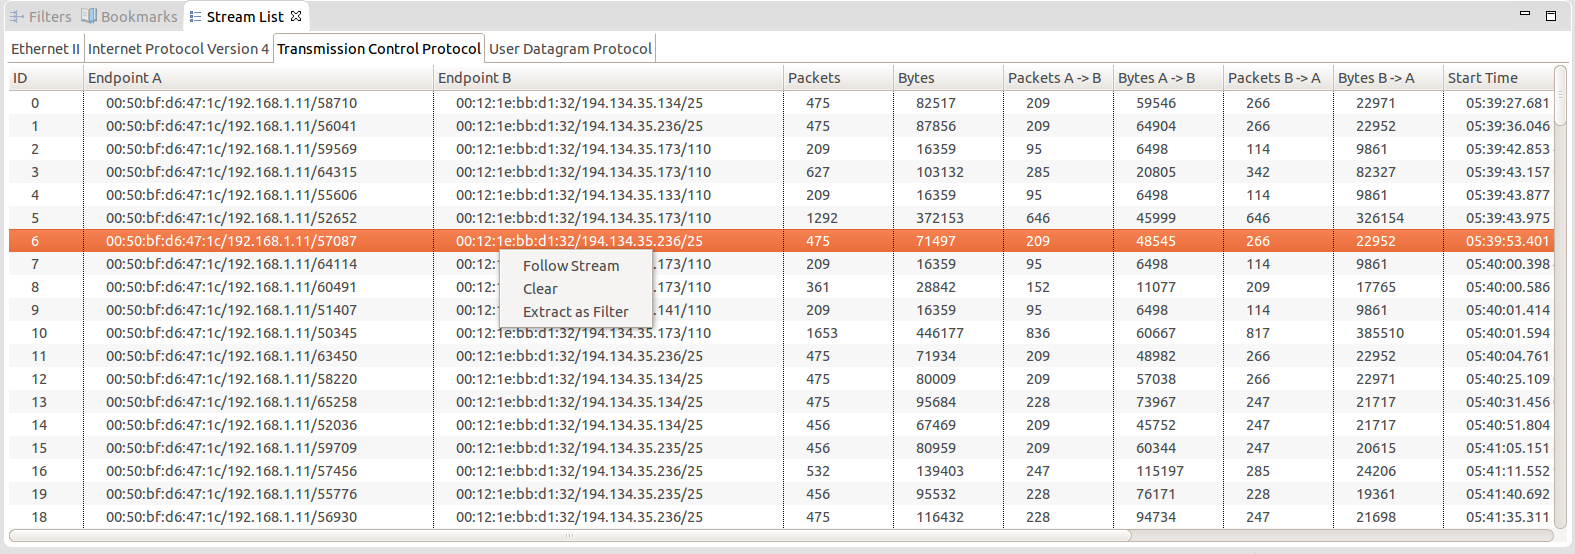 Filters Bookmarks Stream List
Ethernet II Internet Protocol Version 4 Transmission Control Protocol User Datagram Protocol
ID Endpoint A Endpoint B Packets Bytes Packets A -> B Bytes A -> B Packets B -> A Bytes B -> A Start Time
0 00:50:bf:d6:47:1c/192.168.1.11/58710 00:12:1e:bb:d1:32/194.134.35.134/25 475 82517 209 59546 266 22971 05:39:27.681
1 00:50:bf:d6:47:1c/192.168.1.11/56041 00:12:1e:bb:d1:32/194.134.35.236/25 475 87856 209 64904 266 22952 05:39:36.046
2 00:50:bf:d6:47:1c/192.168.1.11/59569 00:12:1e:bb:d1:32/194.134.35.173/110 209 16359 95 6498 114 9861 05:39:42.853
3 00:50:bf:d6:47:1c/192.168.1.11/64315 00:12:1e:bb:d1:32/194.134.35.173/110 627 103132 285 20805 342 82327 05:39:43.157
4 00:50:bf:d6:47:1c/192.168.1.11/55606 00:12:1e:bb:d1:32/194.134.35.133/110 209 16359 95 6498 114 9861 05:39:43.877
5 00:50:bf:d6:47:1c/192.168.1.11/52652 00:12:1e:bb:d1:32/194.134.35.173/110 1292 372153 646 45999 646 326154 05:39:43.975
6 00:50:bf:d6:47:1c/192.168.1.11/57087 00:12:1e:bb:d1:32/194.134.35.236/25 475 71497 209 48545 266 22952 05:39:53.401
7 00:50:bf:d6:47:1c/192.168.1.11/64114 00:12:1 .35.173/110 209 16359 95 6498 114 9861 05:40:00.398
Follow Stream
8 00:50:bf:d6:47:1c/192.168.1.11/60491 00:12:1 .35.173/110 361 28842 152 11077 209 17765 05:40:00.586
Clear
9 00:50:bf:d6:47:1c/192.168.1.11/51407 00:12:1 .35.141/110 209 16359 95 6498 114 9861 05:40:01.414
Extract as Filter
10 00:50:bf:d6:47:1c/192.168.1.11/50345 00:12:1e:bb:d1:32/194.134.35.173/110 1653 446177 836 60667 817 385510 05:40:01.594
11 00:50:bf:d6:47:1c/192.168.1.11/63450 00:12:1e:bb:d1:32/194.134.35.236/25 475 71934 209 48982 266 22952 05:40:04.761
12 00:50:bf:d6:47:1c/192.168.1.11/58220 00:12:1e:bb:d1:32/194.134.35.134/25 475 80009 209 57038 266 22971 05:40:25.109
13 00:50:bf:d6:47:1c/192.168.1.11/65258 00:12:1e:bb:d1:32/194.134.35.134/25 475 95684 228 73967 247 21717 05:40:31.456
14 00:50:bf:d6:47:1c/192.168.1.11/52036 00:12:1e:bb:d1:32/194.134.35.134/25 456 67469 209 45752 247 21717 05:40:51.804
15 00:50:bf:d6:47:1c/192.168.1.11/59709 00:12:1e:bb:d1:32/194.134.35.235/25 456 80959 209 60344 247 20615 05:41:05.151
16 00:50:bf:d6:47:1c/192.168.1.11/57456 00:12:1e:bb:d1:32/194.134.35.236/25 532 139403 247 115197 285 24206 05:41:11.552
19 00:50:bf:d6:47:1c/192.168.1.11/55776 00:12:1e:bb:d1:32/194.134.35.235/25 456 95532 228 76171 228 19361 05:41:40.692
18 00:50:bf:d6:47:1c/192.168.1.11/56930 00:12:1e:bb:d1:32/194.134.35.236/25 475 116432 228 94734 247 21698 05:41:35.311